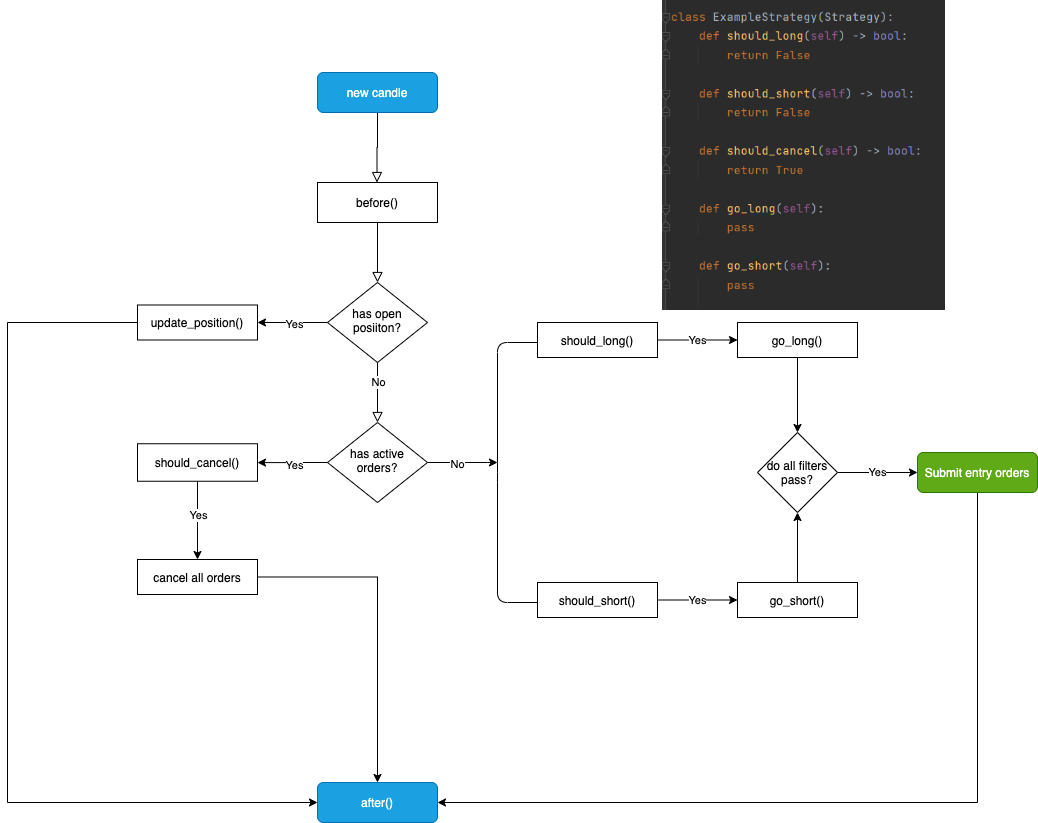 class ExampleStrategy(Strategy):
def should_long(self) -> bool:
return False
def should_short(self) -> bool:
return False
def should_cancel(self) -> bool:
return True
def go_long(self):
pass
def go_short(self):
pass
new candle
before()
has open
posiiton?
Yes
update_position()
No
has active
orders?
Yes
should_cancel()
Yes
cancel all orders
No
should_long()
Yes
go_long()
do all filters
pass?
Yes
Submit entry orders
should_short()
Yes
go_short()
after()